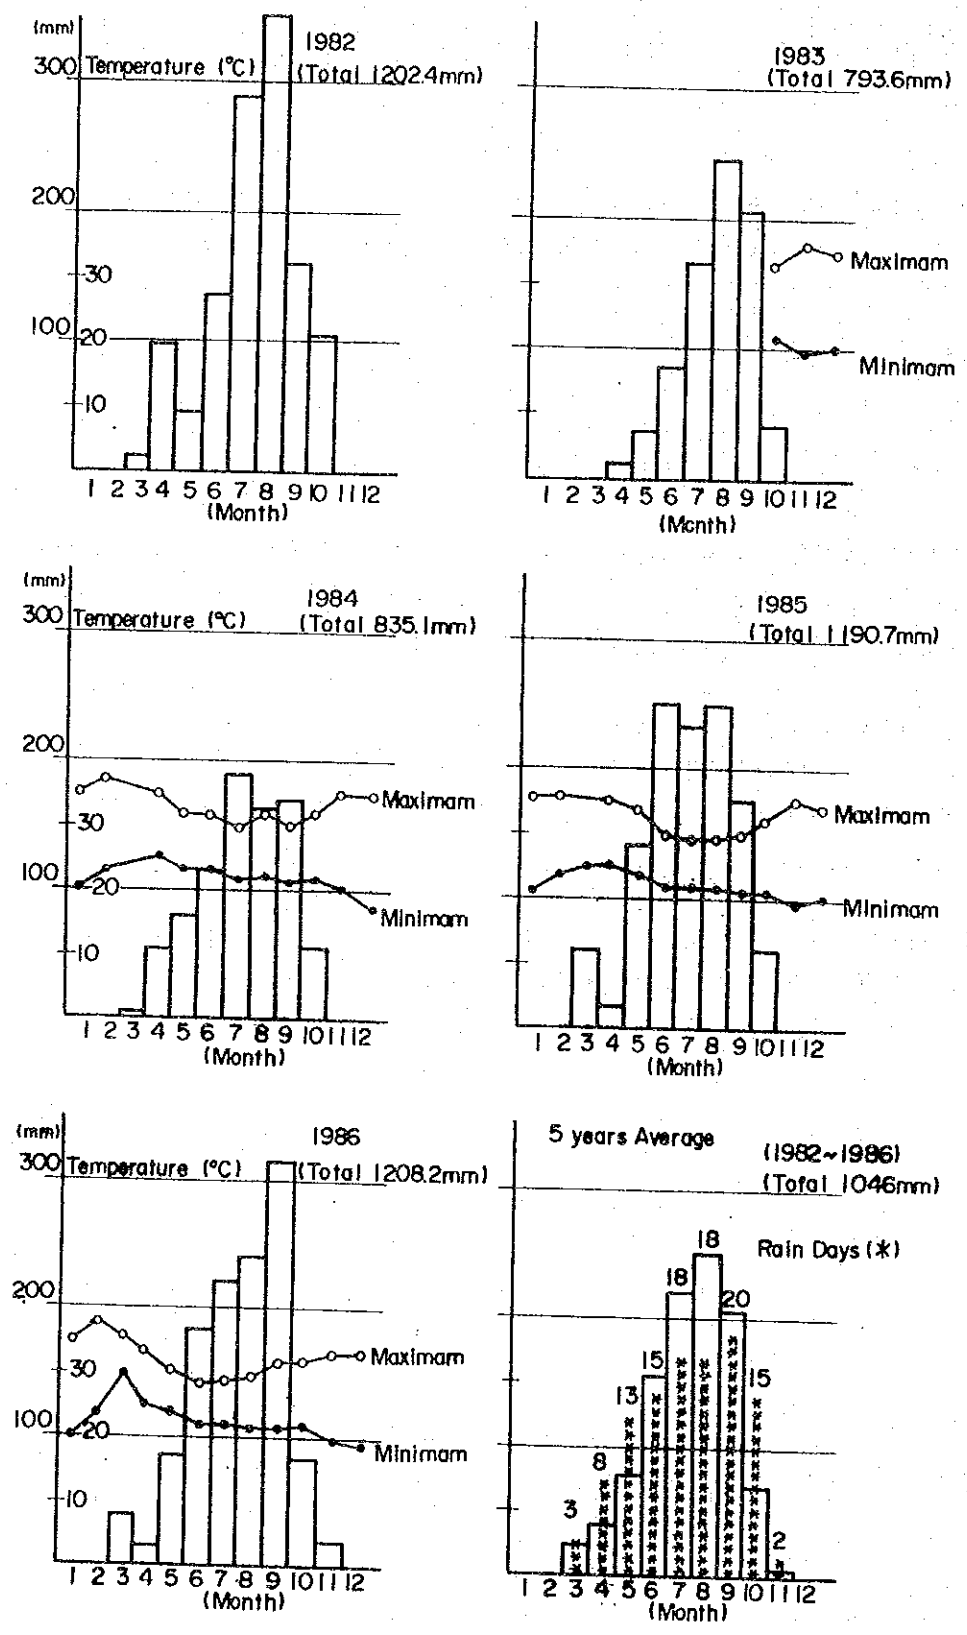 (mm)
1982
300 Temperature (°C) (Total 1202.4mm)
200
30
100 20
10
1 2 3 4 5 6 7 8 9 10 11 12
(Month)
1983
(Total 793.6mm)
Maximam
Minimam
1 2 3 4 5 6 7 8 9 10 11 12
(Month)
(mm)
1984
300 Temperature (°C) (Total 835.1mm)
200
Maximam
30
100 20
Minimam
10
1 2 3 4 5 6 7 8 9 10 11 12
(Month)
1985
(Total 1190.7mm)
Maximam
Minimam
1 2 3 4 5 6 7 8 9 10 11 12
(Month)
(mm)
1986
300 Temperature (°C) (Total 1208.2mm)
200
Maximam
30
100 20
Minimam
10
1 2 3 4 5 6 7 8 9 10 11 12
(Month)
5 years Average
(1982~1986)
(Total 1046mm)
18
Rain Days (*)
18
20
15
15
13
8
3
2
1 2 3 4 5 6 7 8 9 10 11 12
(Month)